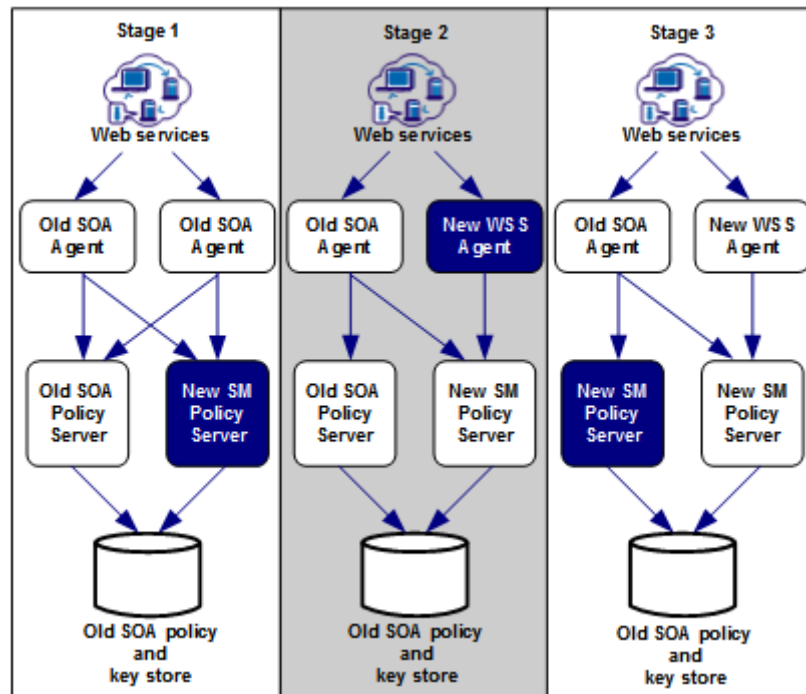 Stage 1
Web services
Old SOA
Agent
Old SOA
Agent
Old SOA
Policy
Server
New SM
Policy
Server
Old SOA policy
and
key store
Stage 2
Web services
Old SOA
Agent
New WSS
Agent
Old SOA
Policy
Server
New SM
Policy
Server
Old SOA policy
and
key store
Stage 3
Web services
Old SOA
Agent
New WSS
Agent
New SM
Policy
Server
New SM
Policy
Server
Old SOA policy
and
key store